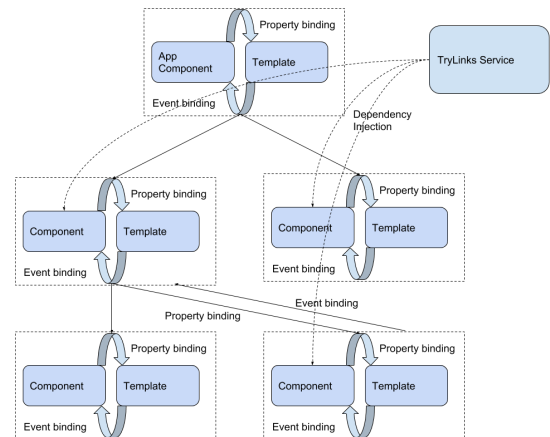 Property binding
App
Component
Template
TryLinks Service
Event binding
Dependency
Injection
Property binding
Component
Template
Event binding
Property binding
Component
Template
Event binding
Event binding
Property binding
Property binding
Component
Template
Event binding
Property binding
Component
Template
Event binding